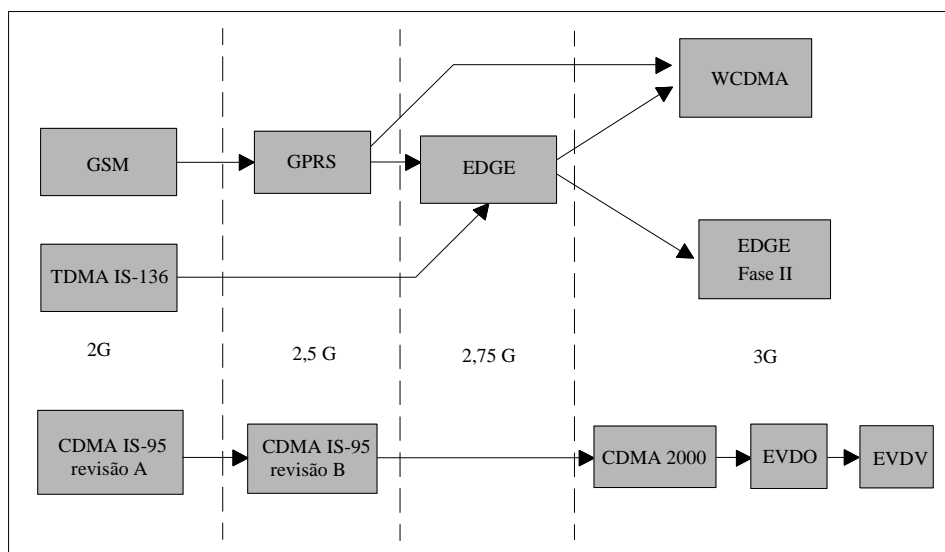 WCDMA
GSM
GPRS
EDGE
TDMA IS-136
EDGE
Fase II
2G
2,5 G
2,75 G
3G
CDMA IS-95
revisão A
CDMA IS-95
revisão B
CDMA 2000
EVDO
EVDV